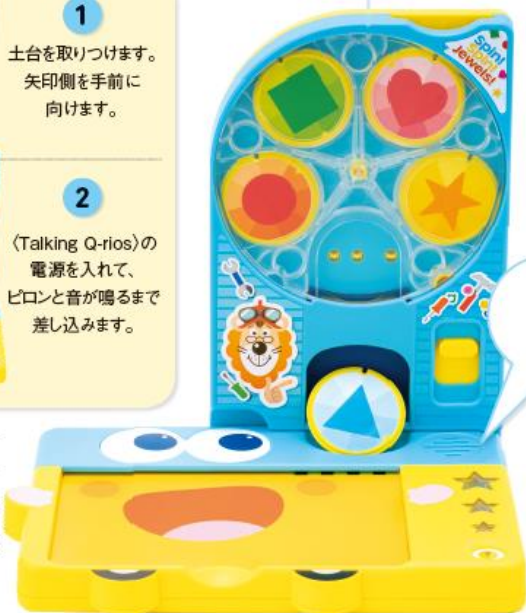 1
土台を取りつけます。
矢印側を手前に
向けます。
2
〈Talking Q-rios〉の
電源を入れて、
ピロンと音が鳴るまで
差し込みます。
Spin!
Spin!
Jewels!